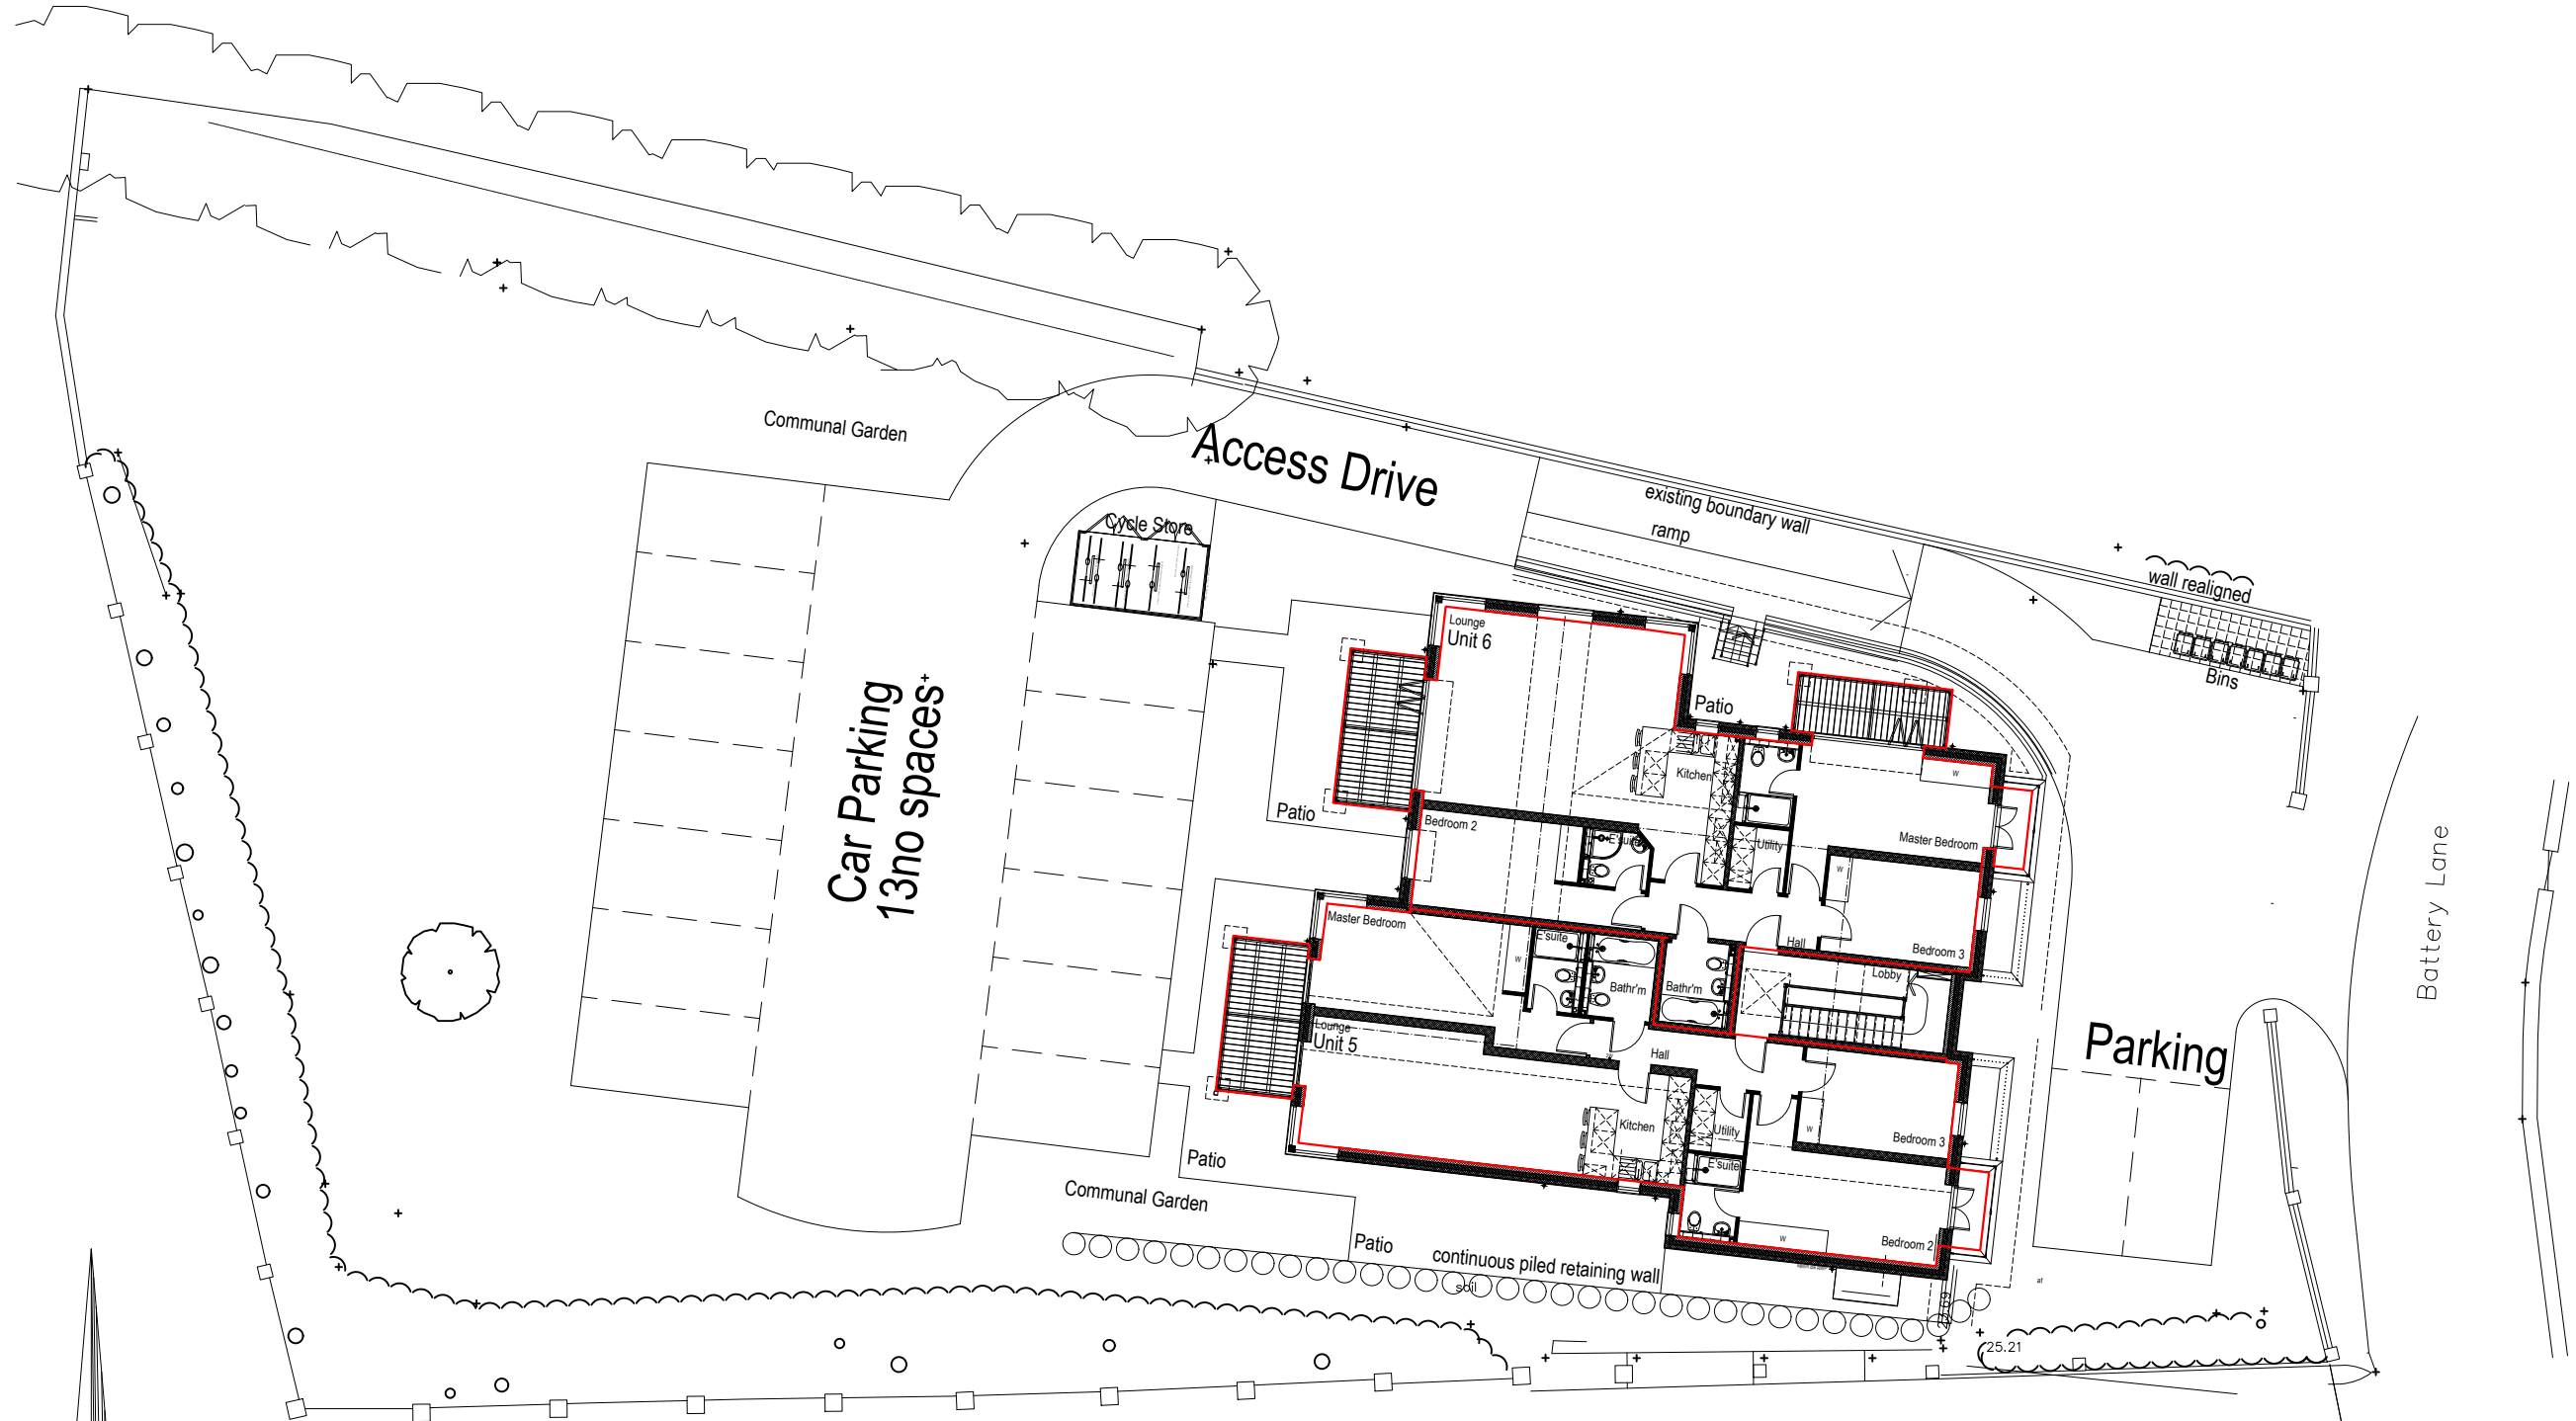 Communal Garden
Access Drive
existing boundary wall
ramp
Cycle Store
wall realigned
Bins
Lounge
Unit 6
Patio
Car Parking
13no spaces
Kitchen
w
Patio
Bedroom 2
E'suite
Utility
Master Bedroom
w
Battery Lane
Master Bedroom
E'suite
w
Hall
Bedroom 3
Lobby
Bathr'm
Bathr'm
Lounge
Unit 5
Hall
Parking
Kitchen
Utility
w
Bedroom 3
Patio
E'suite
Communal Garden
Patio
w
Bedroom 2
continuous piled retaining wall
soil
25.21